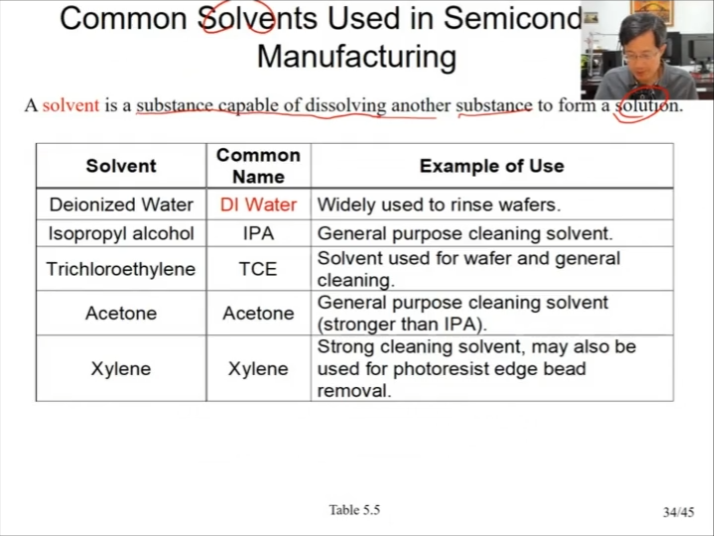 Common Solvents Used in Semicond
Manufacturing
A solvent is a substance capable of dissolving another substance to form a solution.
Solvent
Common
Name
Example of Use
Deionized Water
DI Water
Widely used to rinse wafers.
Isopropyl alcohol
IPA
General purpose cleaning solvent.
Trichloroethylene
TCE
Solvent used for wafer and general
cleaning.
Acetone
Acetone
General purpose cleaning solvent
(stronger than IPA).
Xylene
Xylene
Strong cleaning solvent, may also be
used for photoresist edge bead
removal.
Table 5.5
34/45